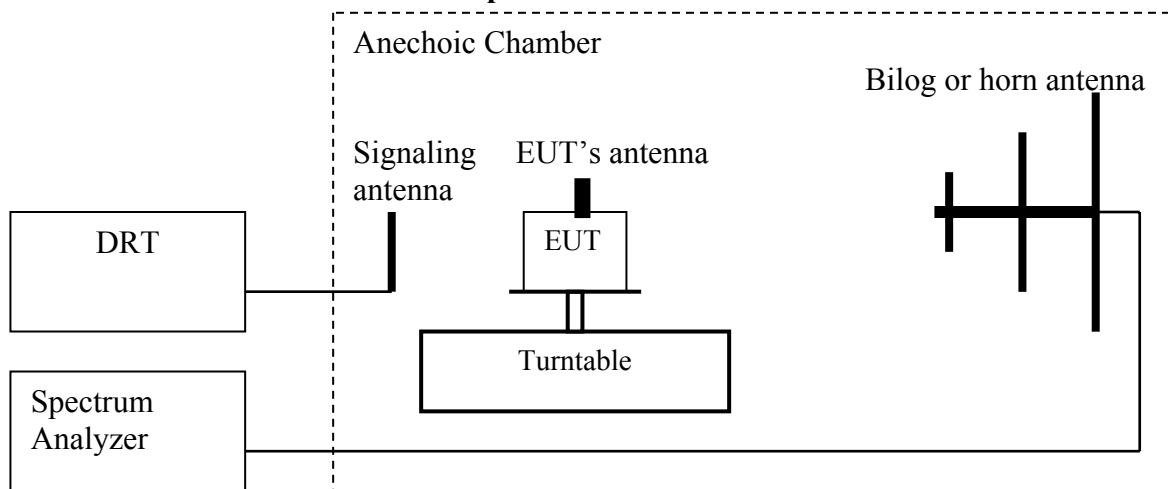 Anechoic Chamber
Bilog or horn antenna
Signaling
antenna
EUT's antenna
DRT
EUT
Turntable
Spectrum
Analyzer